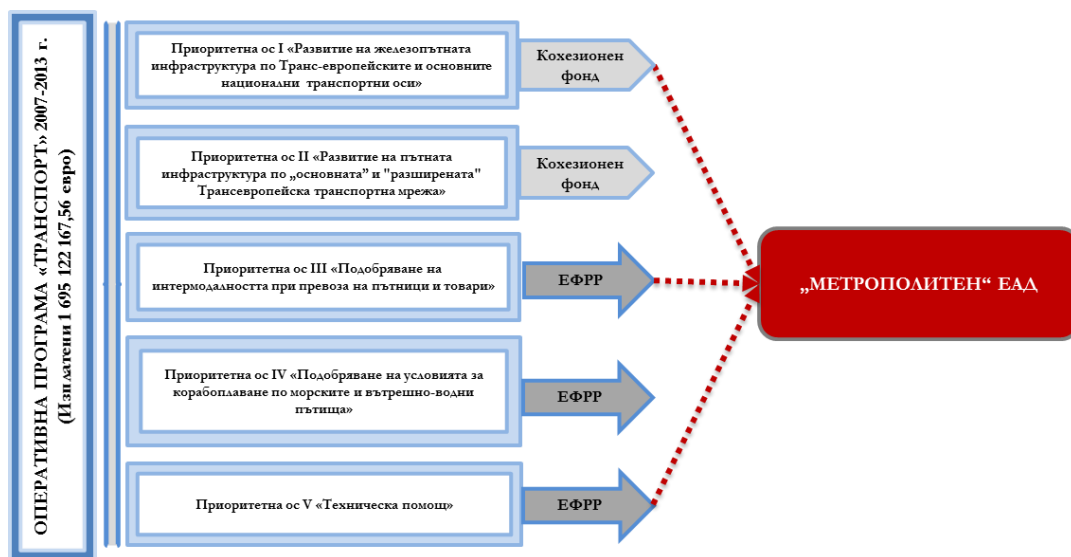 ОПЕРАТИВНА ПРОГРАМА «ТРАНСПОРТ» 2007-2013 г.
(Изплатени 1 695 122 167,56 евро)
Приоритетна ос I «Развитие на железопътната
инфраструктура по Транс-европейските и основните
национални транспортни оси»
Кохезионен
фонд
Приоритетна ос II «Развитие на пътната
инфраструктура по „основната” и "разширената"
Трансевропейска транспортна мрежа»
Кохезионен
фонд
Приоритетна ос III «Подобряване на
интермодалността при превоза на пътници и товари»
ЕФРР
„МЕТРОПОЛИТЕН“ ЕАД
Приоритетна ос IV «Подобряване на условията за
корабоплаване по морските и вътрешно-водни
пътища»
ЕФРР
Приоритетна ос V «Техническа помощ»
ЕФРР